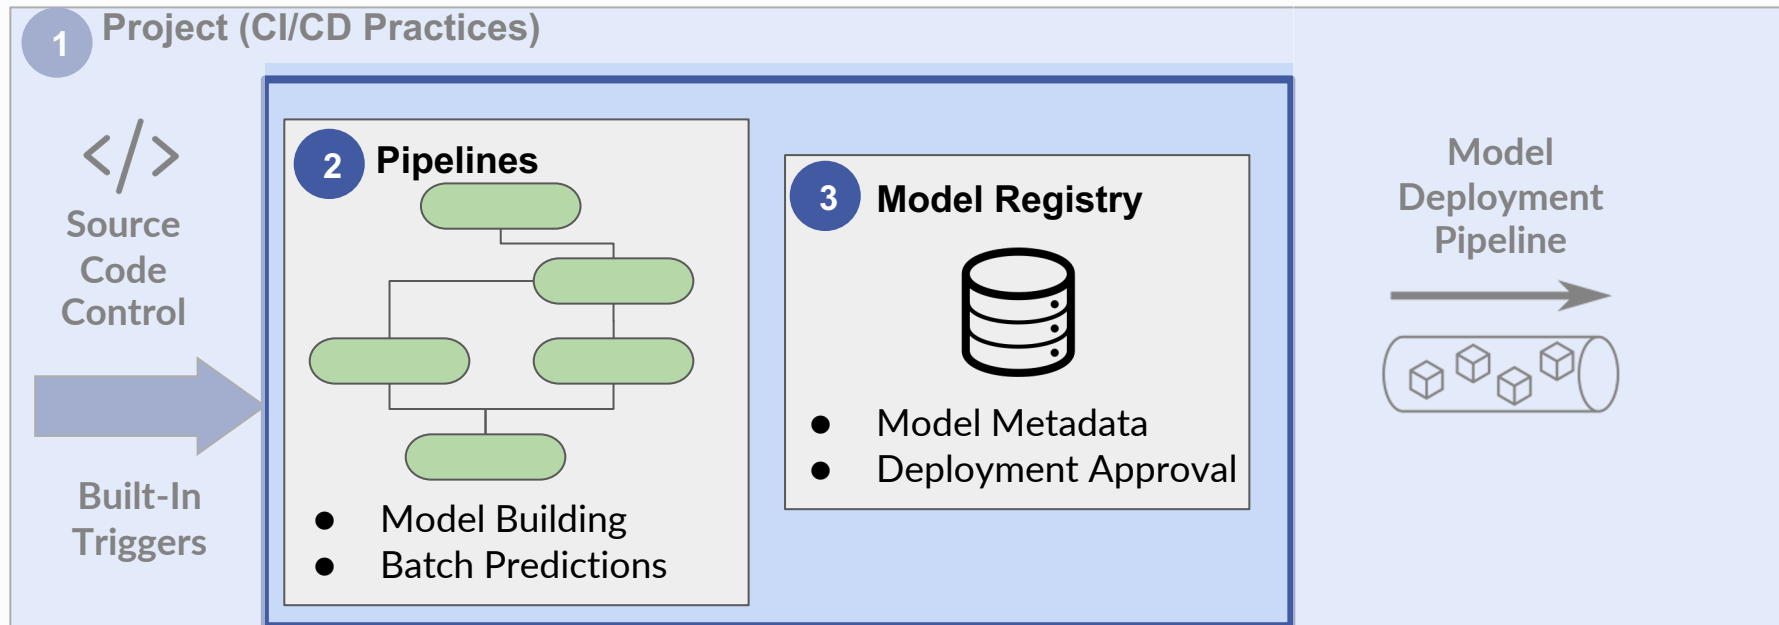 1 Project (CI/CD Practices)
</>
Source
Code
Control
Built-In
Triggers
2 Pipelines
● Model Building
● Batch Predictions
3 Model Registry
● Model Metadata
● Deployment Approval
Model
Deployment
Pipeline